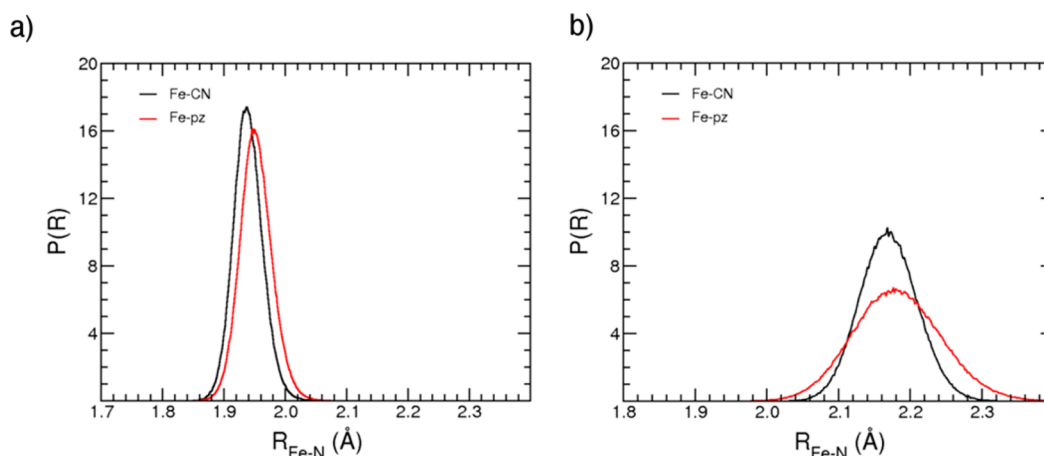 a)
20
16
12
8
4
P(R)
Fe-CN
Fe-pz
1.7 1.8 1.9 2.0 2.1 2.2 2.3
R Fe-N (Å)
b)
20
16
12
8
4
P(R)
Fe-CN
Fe-pz
1.8 1.9 2.0 2.1 2.2 2.3
R Fe-N (Å)